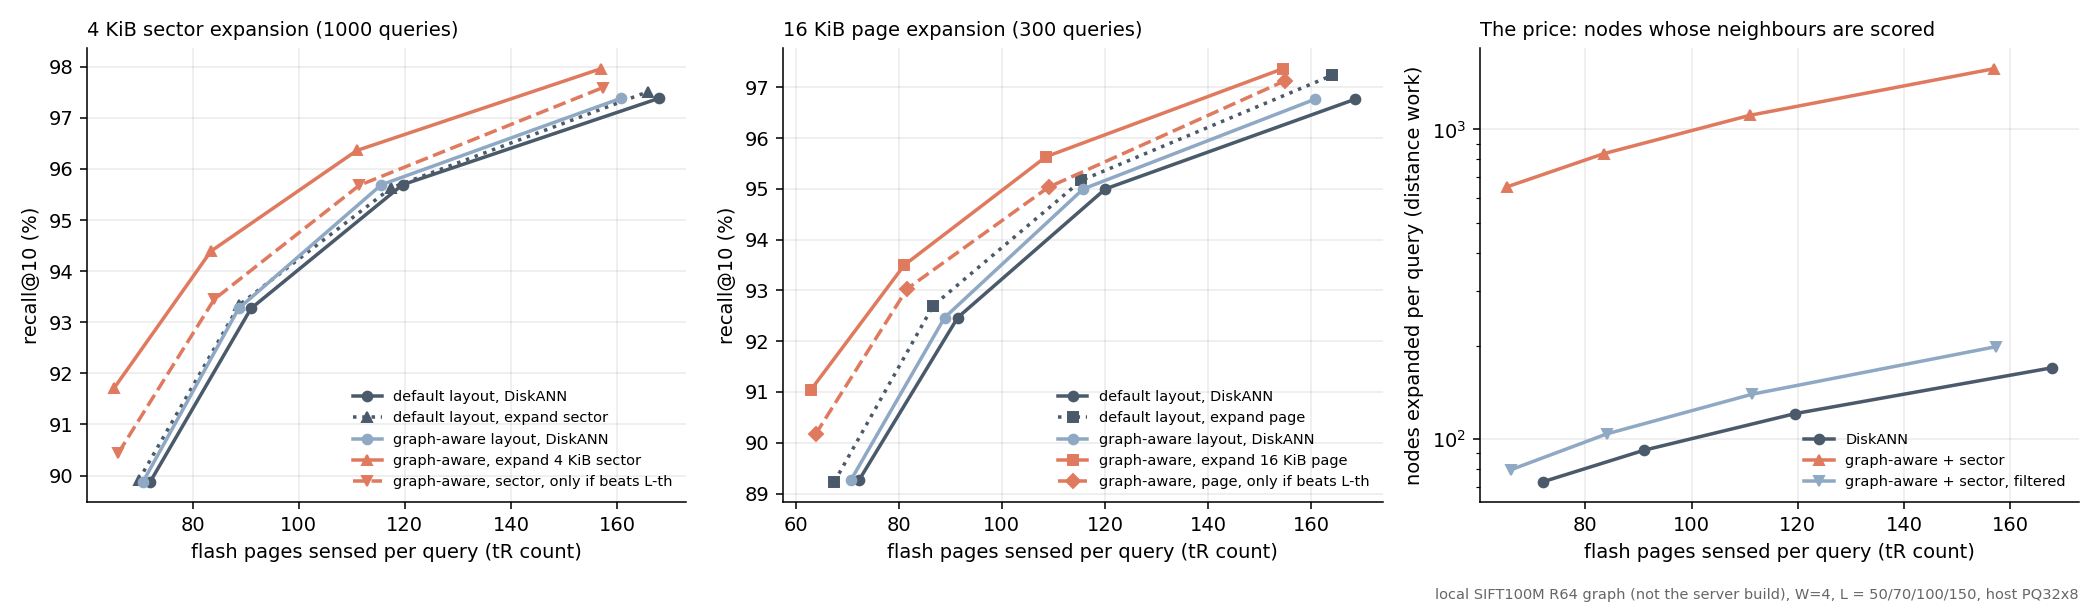 4 KiB sector expansion (1000 queries)
recall@10 (%)
98
97
96
95
94
93
92
91
90
80
100
120
140
160
flash pages sensed per query (tR count)
default layout, DiskANN
default layout, expand sector
graph-aware layout, DiskANN
graph-aware, expand 4 KiB sector
graph-aware, sector, only if beats L-th
16 KiB page expansion (300 queries)
recall@10 (%)
97
96
95
94
93
92
91
90
89
60
80
100
120
140
160
flash pages sensed per query (tR count)
default layout, DiskANN
default layout, expand page
graph-aware layout, DiskANN
graph-aware, expand 16 KiB page
graph-aware, page, only if beats L-th
The price: nodes whose neighbours are scored
nodes expanded per query (distance work)
10³
10²
80
100
120
140
160
flash pages sensed per query (tR count)
DiskANN
graph-aware + sector
graph-aware + sector, filtered
local SIFT100M R64 graph (not the server build), W=4, L = 50/70/100/150, host PQ32x8